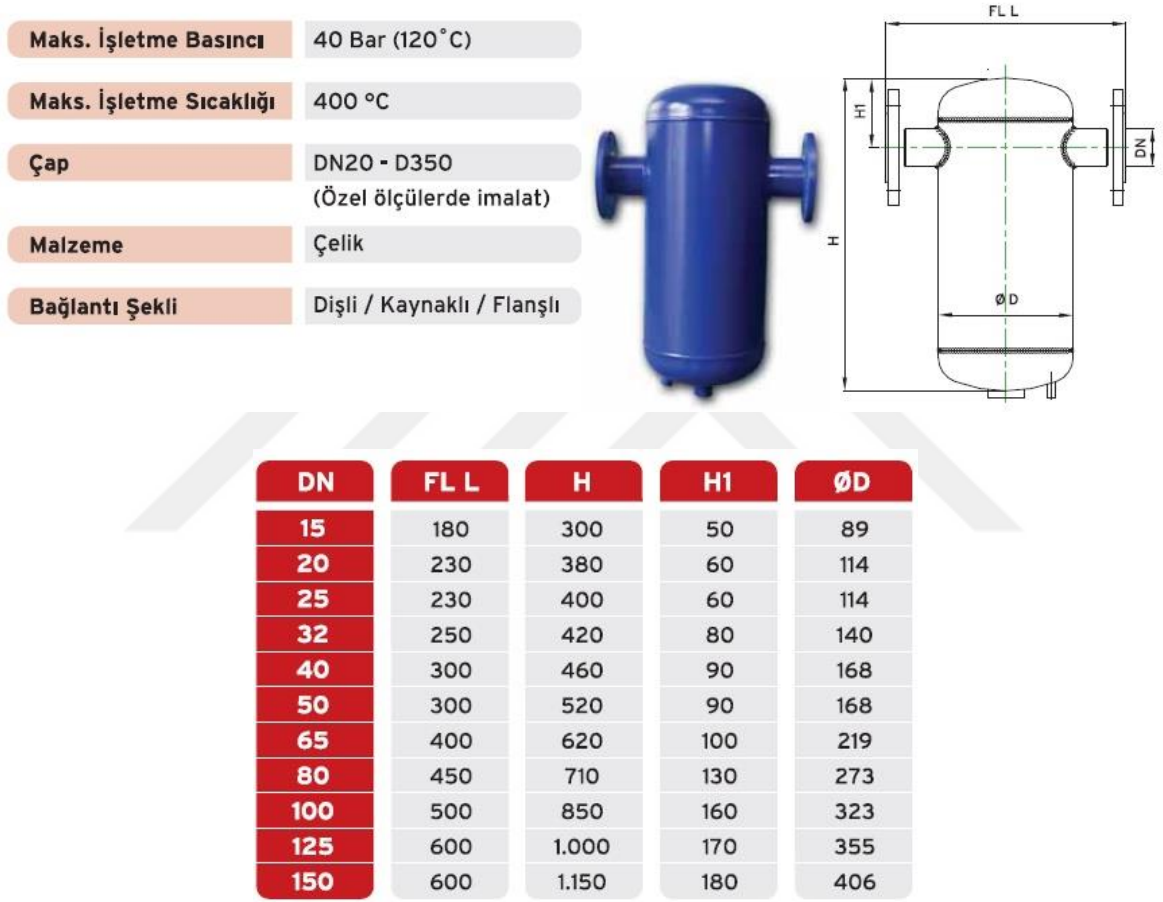 Maks. İşletme Basıncı 40 Bar (120˚C)
Maks. İşletme Sıcaklığı 400 °C
Çap DN20 - D350
(Özel ölçülerde imalat)
Malzeme Çelik
Bağlantı Şekli Dişli / Kaynaklı / Flanşlı
FL L
H1
DN
H
Ø D
DN FL L H H1 ØD
15 180 300 50 89
20 230 380 60 114
25 230 400 60 114
32 250 420 80 140
40 300 460 90 168
50 300 520 90 168
65 400 620 100 219
80 450 710 130 273
100 500 850 160 323
125 600 1.000 170 355
150 600 1.150 180 406